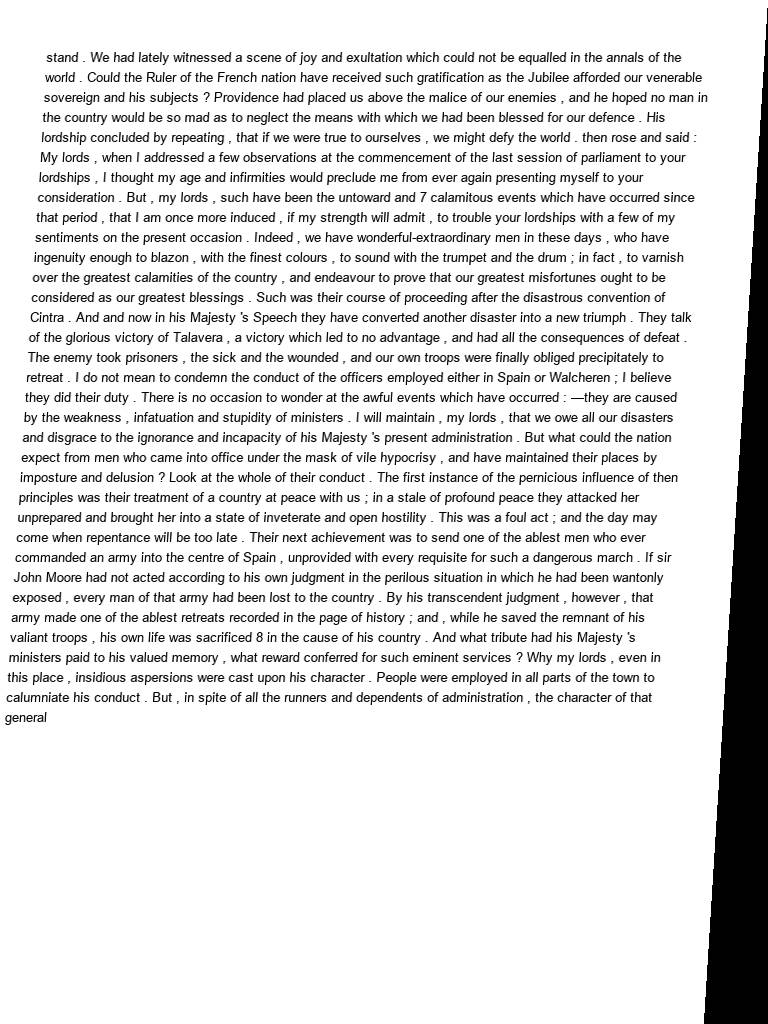 stand . We had lately witnessed a scene of joy and exultation which could not be equalled in the annals of the
world . Could the Ruler of the French nation have received such gratification as the Jubilee afforded our venerable
sovereign and his subjects ? Providence had placed us above the malice of our enemies , and he hoped no man in
the country would be so mad as to neglect the means with which we had been blessed for our defence . His
lordship concluded by repeating , that if we were true to ourselves , we might defy the world . then rose and said :
My lords , when I addressed a few observations at the commencement of the last session of parliament to your
lordships , I thought my age and infirmities would preclude me from ever again presenting myself to your
consideration . But , my lords , such have been the untoward and 7 calamitous events which have occurred since
that period , that I am once more induced , if my strength will admit , to trouble your lordships with a few of my
sentiments on the present occasion . Indeed , we have wonderful-extraordinary men in these days , who have
ingenuity enough to blazon , with the finest colours , to sound with the trumpet and the drum ; in fact , to varnish
over the greatest calamities of the country , and endeavour to prove that our greatest misfortunes ought to be
considered as our greatest blessings . Such was their course of proceeding after the disastrous convention of
Cintra . And and now in his Majesty 's Speech they have converted another disaster into a new triumph . They talk
of the glorious victory of Talavera , a victory which led to no advantage , and had all the consequences of defeat .
The enemy took prisoners , the sick and the wounded , and our own troops were finally obliged precipitately to
retreat . I do not mean to condemn the conduct of the officers employed either in Spain or Walcheren ; I believe
they did their duty . There is no occasion to wonder at the awful events which have occurred : —they are caused
by the weakness , infatuation and stupidity of ministers . I will maintain , my lords , that we owe all our disasters
and disgrace to the ignorance and incapacity of his Majesty 's present administration . But what could the nation
expect from men who came into office under the mask of vile hypocrisy , and have maintained their places by
imposture and delusion ? Look at the whole of their conduct . The first instance of the pernicious influence of then
principles was their treatment of a country at peace with us ; in a stale of profound peace they attacked her
unprepared and brought her into a state of inveterate and open hostility . This was a foul act ; and the day may
come when repentance will be too late . Their next achievement was to send one of the ablest men who ever
commanded an army into the centre of Spain , unprovided with every requisite for such a dangerous march . If sir
John Moore had not acted according to his own judgment in the perilous situation in which he had been wantonly
exposed , every man of that army had been lost to the country . By his transcendent judgment , however , that
army made one of the ablest retreats recorded in the page of history ; and , while he saved the remnant of his
valiant troops , his own life was sacrificed 8 in the cause of his country . And what tribute had his Majesty 's
ministers paid to his valued memory , what reward conferred for such eminent services ? Why my lords , even in
this place , insidious aspersions were cast upon his character . People were employed in all parts of the town to
calumniate his conduct . But , in spite of all the runners and dependents of administration , the character of that
general